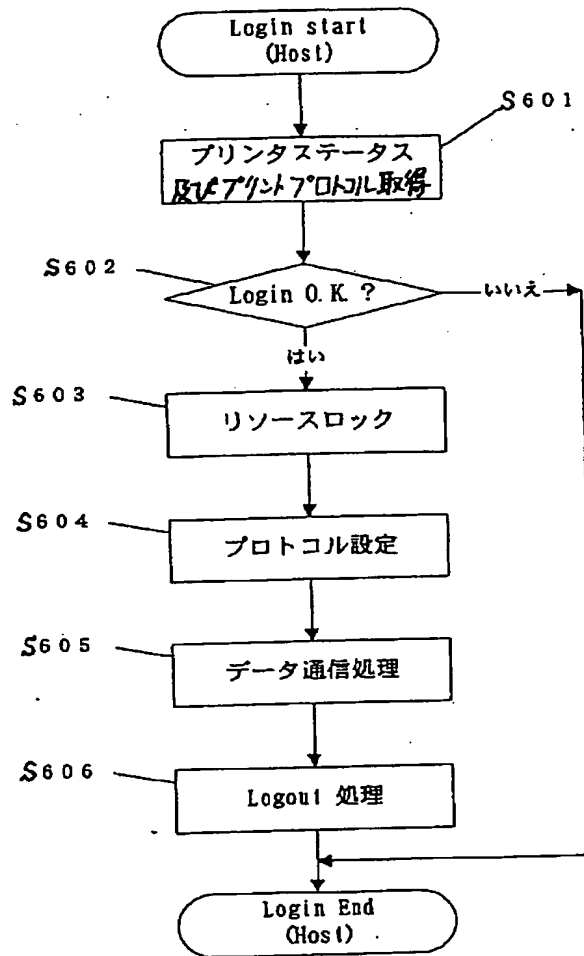 Login start
(Host)
S601
プリンタステータス
及びプリントプロトコル取得
S602
Login O.K. ?
いいえ
はい
S603
リソースロック
S604
プロトコル設定
S605
データ通信処理
S606
Logout 処理
Login End
(Host)